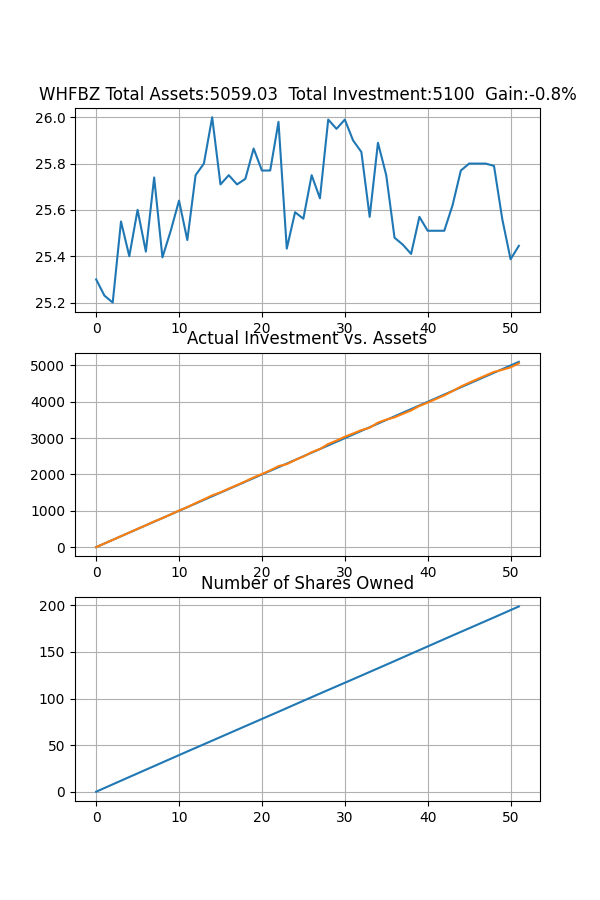 WHFBZ Total Assets:5059.03  Total Investment:5100  Gain:-0.8%
26.0
25.8
25.6
25.4
25.2
0 10 20 30 40 50
Actual Investment vs. Assets
5000
4000
3000
2000
1000
0
0 10 20 30 40 50
Number of Shares Owned
200
150
100
50
0
0 10 20 30 40 50